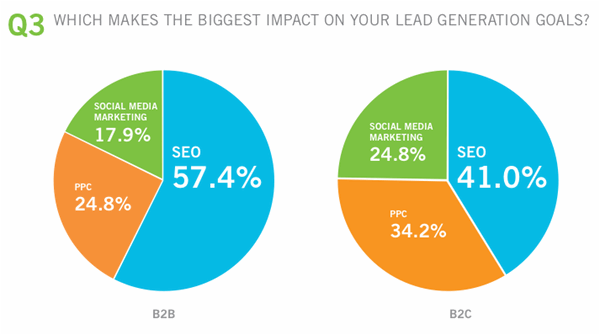 Q3 WHICH MAKES THE BIGGEST IMPACT ON YOUR LEAD GENERATION GOALS?
SOCIAL MEDIA
MARKETING
17.9%
SEO
57.4%
PPC
24.8%
B2B
SOCIAL MEDIA
MARKETING
24.8%
SEO
41.0%
PPC
34.2%
B2C